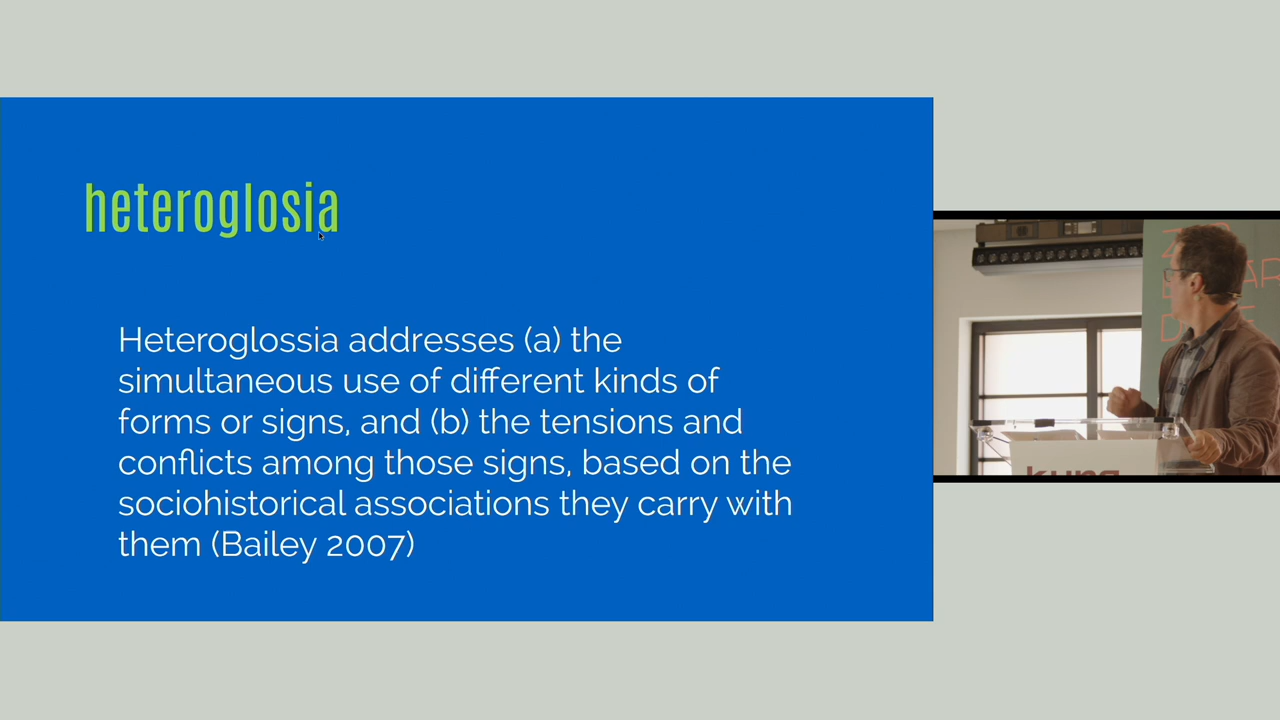 heteroglosia
Heteroglossia addresses (a) the
simultaneous use of different kinds of
forms or signs, and (b) the tensions and
conflicts among those signs, based on the
sociohistorical associations they carry with
them (Bailey 2007)